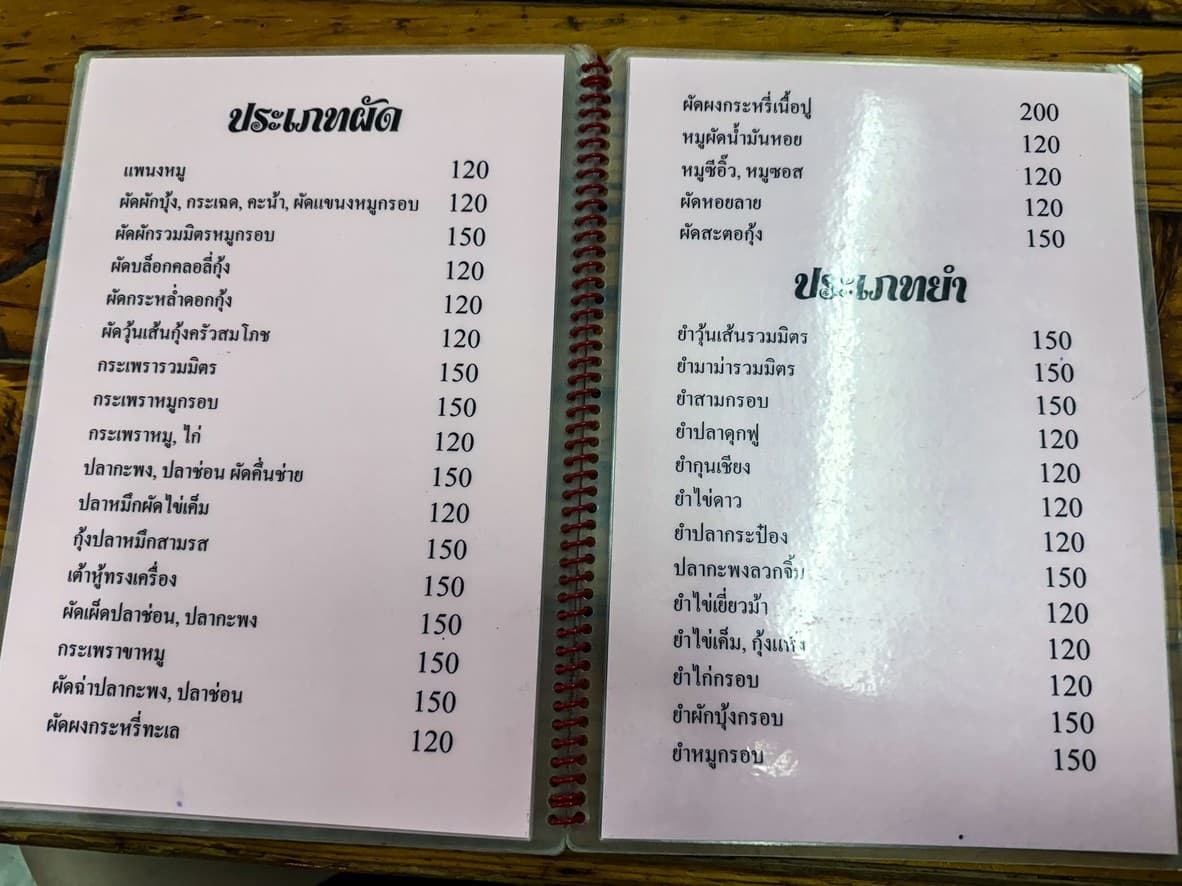 ประเภทผัด
แพนงหมู 120
ผัดผักบุ้ง, กระเฉด, คะน้า, ผัดแขนงหมูกรอบ 120
ผัดผักรวมมิตรหมูกรอบ 150
ผัดบล็อกคลอลี่กุ้ง 120
ผัดกระหล่ำดอกกุ้ง 120
ผัดวุ้นเส้นกุ้งครัวสมโภช 120
กระเพรารวมมิตร 150
กระเพราหมูกรอบ 150
กระเพราหมู, ไก่ 120
ปลากะพง, ปลาช่อน ผัดคื่นช่าย 150
ปลาหมึกผัดไข่เค็ม 120
กุ้งปลาหมึกสามรส 150
เต้าหู้ทรงเครื่อง 150
ผัดเผ็ดปลาช่อน, ปลากะพง 150
กระเพราขาหมู 150
ผัดฉ่าปลากะพง, ปลาช่อน 150
ผัดผงกระหรี่ทะเล 120
ผัดผงกระหรี่เนื้อปู 200
หมูผัดน้ำมันหอย 120
หมูซีอิ๊ว, หมูซอส 120
ผัดหอยลาย 120
ผัดสะตอกุ้ง 150
ประเภทยำ
ยำวุ้นเส้นรวมมิตร 150
ยำมาม่ารวมมิตร 150
ยำสามกรอบ 150
ยำปลาดุกฟู 120
ยำกุนเชียง 120
ยำไข่ดาว 120
ยำปลากระป๋อง 120
ปลากะพงลวกจิ้ม 150
ยำไข่เยี่ยวม้า 120
ยำไข่เค็ม, กุ้งแห้ง 120
ยำไก่กรอบ 120
ยำผักบุ้งกรอบ 150
ยำหมูกรอบ 150